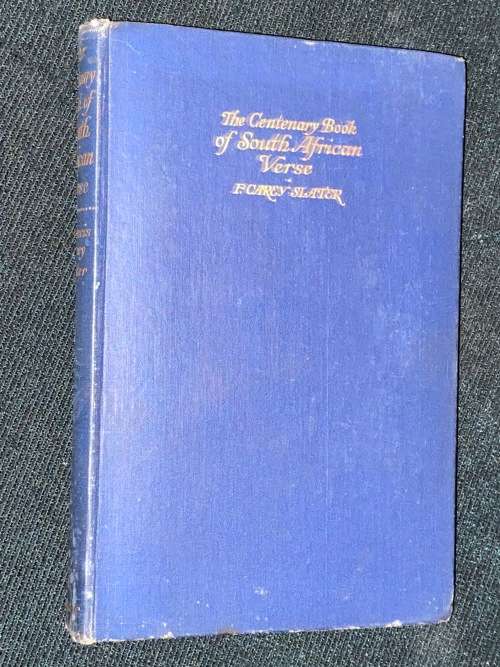 The Centenary Book
of South African
Verse
F. CAREY-SLATER